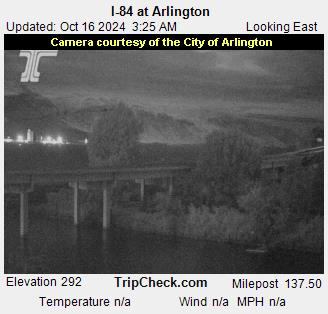 I-84 at Arlington
Updated: Oct 16 2024 3:25 AM Looking East
Camera courtesy of the City of Arlington
Elevation 292 TripCheck.com Milepost 137.50
Temperature n/a Wind n/a MPH n/a